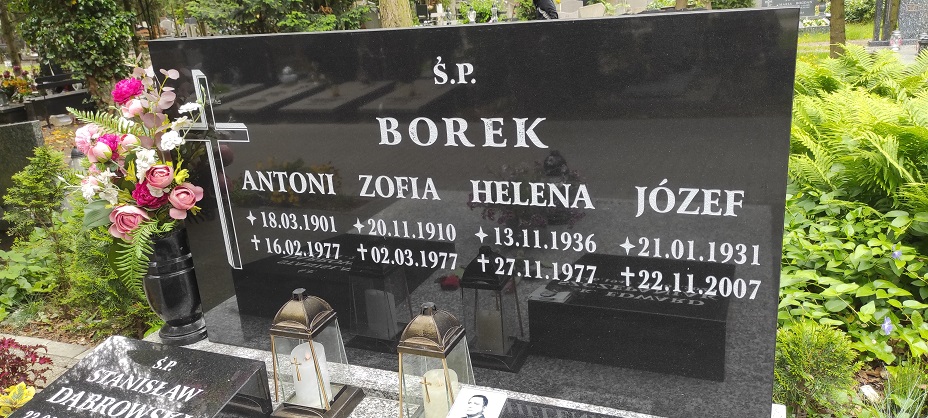 Ś.P.
BOREK
ANTONI ZOFIA HELENA JÓZEF
✦18.03.1901 ✦20.11.1910 ✦13.11.1936 ✦21.01.1931
✝16.02.1977 ✝02.03.1977 ✝27.11.1977 ✝22.11.2007
Ś.P.
STANISŁAW